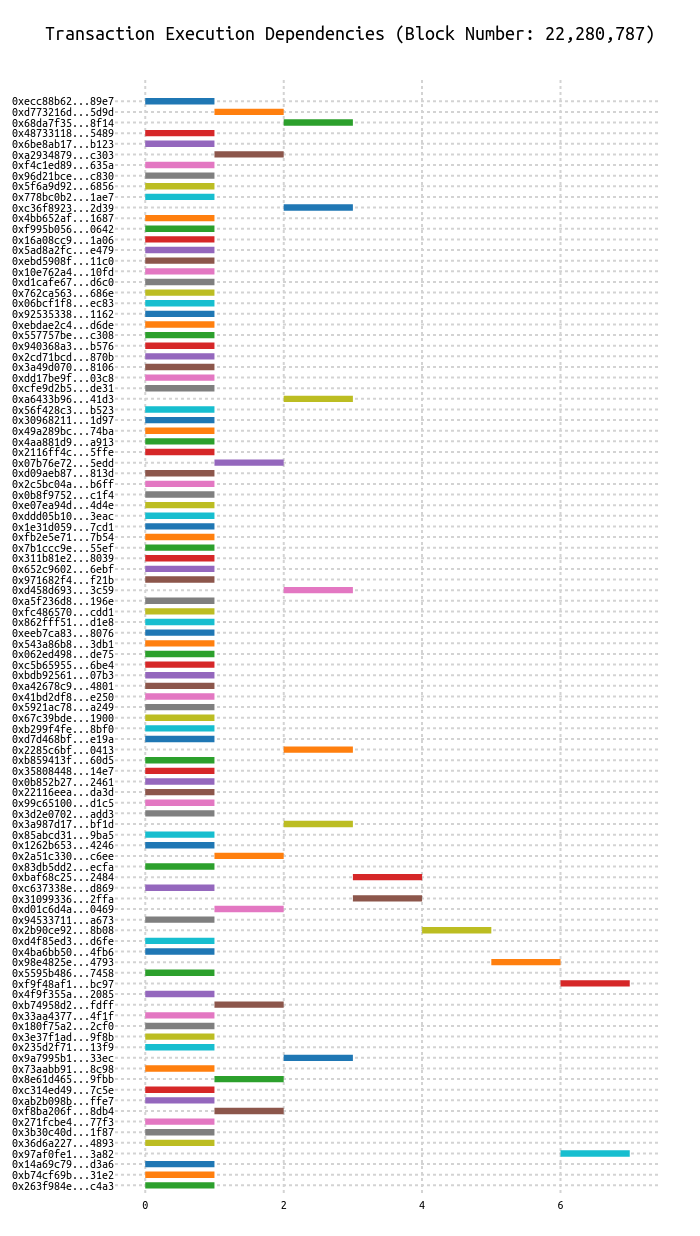 Transaction Execution Dependencies (Block Number: 22,280,787)
0xecc88b62...89e7
0xd773216d...5d9d
0x68da7f35...8f14
0x48733118...5489
0x6be8ab17...b123
0xa2934879...c303
0xf4c1ed89...635a
0x96d21bce...c830
0x5f6a9d92...6856
0x778bc0b2...1ae7
0xc36f8923...2d39
0x4bb652af...1687
0xf995b056...0642
0x16a08cc9...1a06
0x5ad8a2fc...e479
0xebd5908f...11c0
0x10e762a4...10fd
0xd1cafe67...d6c0
0x762ca563...686e
0x06bcf1f8...ec83
0x92535338...1162
0xebdae2c4...d6de
0x557757be...c308
0x940368a3...b576
0x2cd71bcd...870b
0x3a49d070...8106
0xdd17be9f...03c8
0xcfe9d2b5...de31
0xa6433b96...41d3
0x56f428c3...b523
0x30968211...1d97
0x49a289bc...74ba
0x4aa881d9...a913
0x2116ff4c...5ffe
0x07b76e72...5edd
0xd09aeb87...813d
0x2c5bc04a...b6ff
0x0b8f9752...c1f4
0xe07ea94d...4d4e
0xddd05b10...3eac
0x1e31d059...7cd1
0xfb2e5e71...7b54
0x7b1ccc9e...55ef
0x311b81e2...8039
0x652c9602...6ebf
0x971682f4...f21b
0xd458d693...3c59
0xa5f236d8...196e
0xfc486570...cdd1
0x862fff51...d1e8
0xeeb7ca83...8076
0x543a86b8...3db1
0x062ed498...de75
0xc5b65955...6be4
0xbdb92561...07b3
0xa42678c9...4801
0x41bd2df8...e250
0x5921ac78...a249
0x67c39bde...1900
0xb299f4fe...8bf0
0xd7d468bf...e19a
0x2285c6bf...0413
0xb859413f...60d5
0x35808448...14e7
0x0b852b27...2461
0x22116eea...da3d
0x99c65100...d1c5
0x3d2e0702...add3
0x3a987d17...bf1d
0x85abcd31...9ba5
0x1262b653...4246
0x2a51c330...c6ee
0x83db5dd2...ecfa
0xbaf68c25...2484
0xc637338e...d869
0x31099336...2ffa
0xd01c6d4a...0469
0x94533711...a673
0x2b90ce92...8b08
0xd4f85ed3...d6fe
0x4ba6bb50...4fb6
0x98e4825e...4793
0x5595b486...7458
0xf9f48af1...bc97
0x4f9f355a...2085
0xb74958d2...fdff
0x33aa4377...4f1f
0x180f75a2...2cf0
0x3e37f1ad...9f8b
0x235d2f71...13f9
0x9a7995b1...33ec
0x73aabb91...8c98
0x8e61d465...9fbb
0xc314ed49...7c5e
0xab2b098b...ffe7
0xf8ba206f...8db4
0x271fcbe4...77f3
0x3b30c40d...1f87
0x36d6a227...4893
0x97af0fe1...3a82
0x14a69c79...d3a6
0xb74cf69b...31e2
0x263f984e...c4a3
0 2 4 6